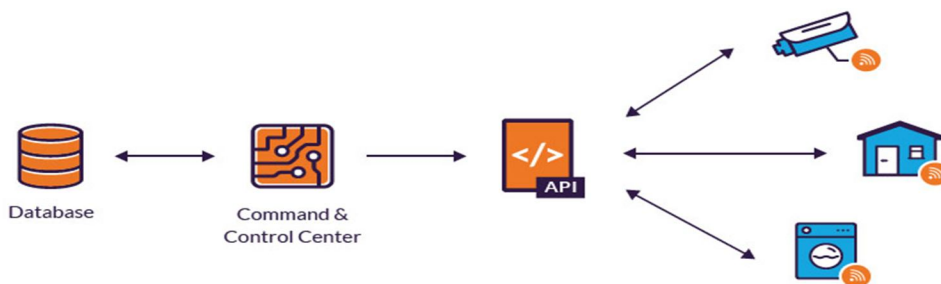 Database
Command &
Control Center
</>
API